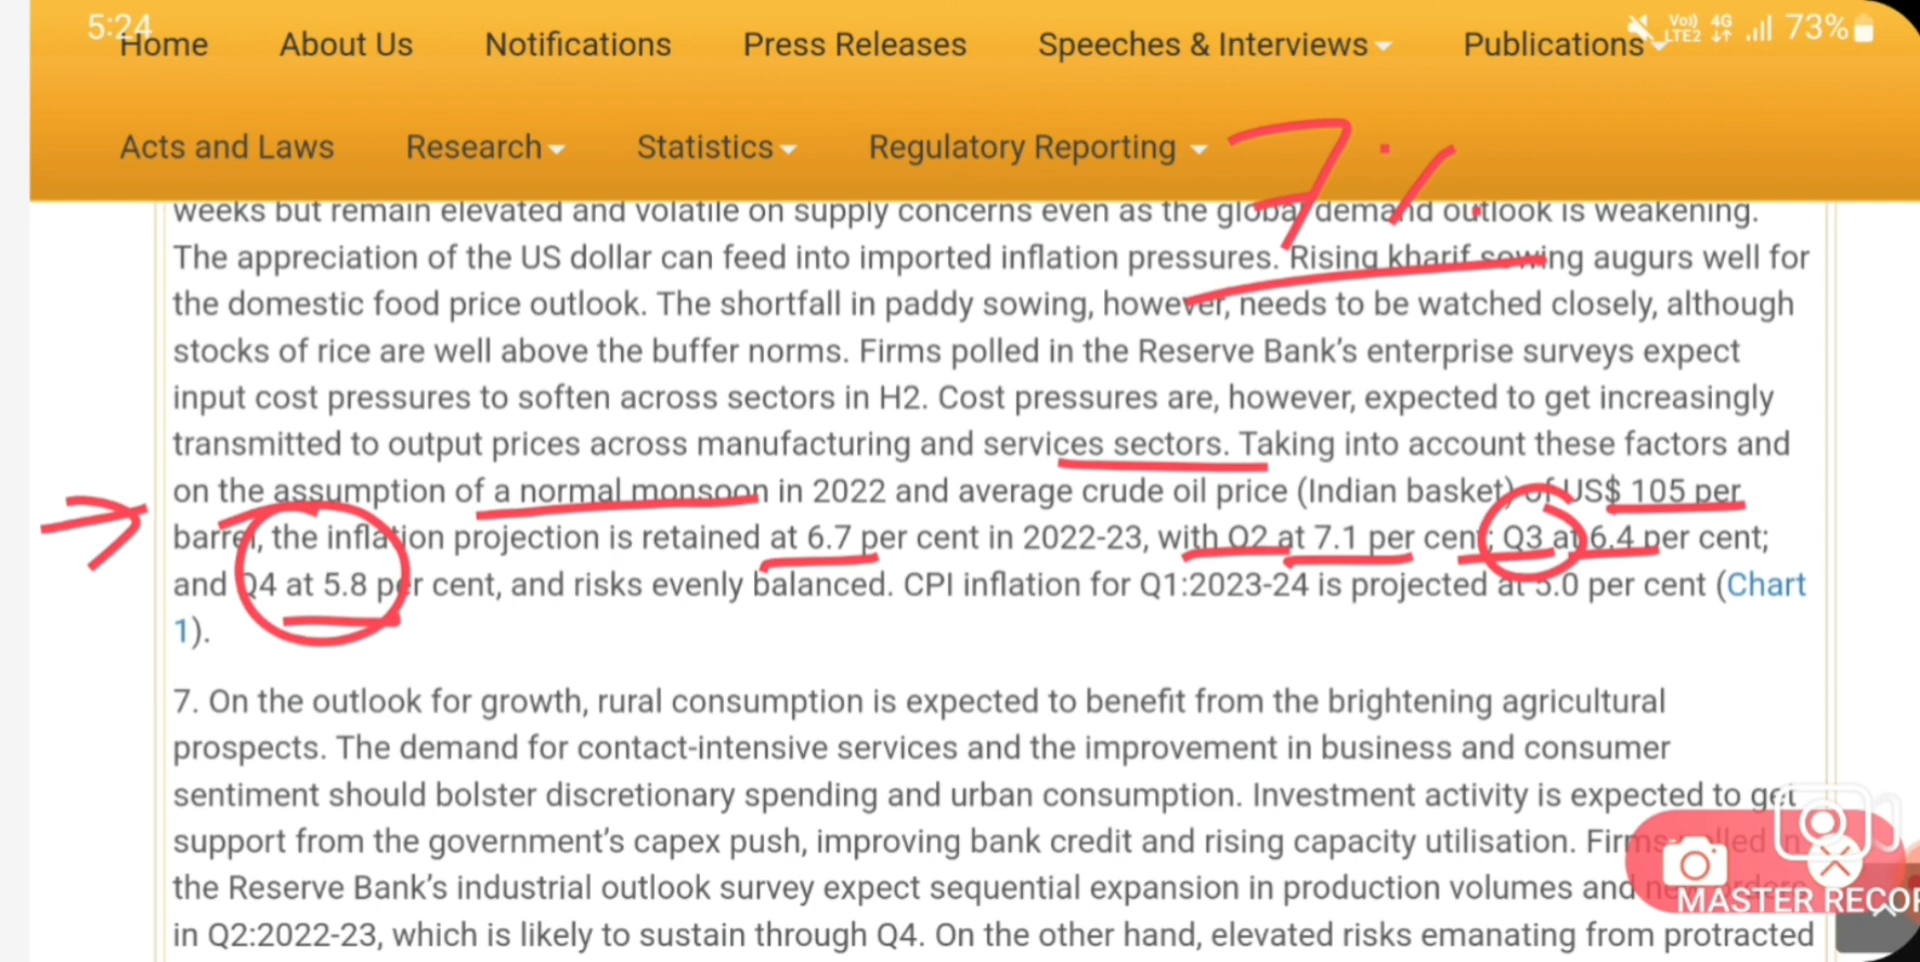 5:24
Vo)) 4G 73%
LTE2
Home About Us Notifications Press Releases Speeches & Interviews Publications
Acts and Laws Research Statistics Regulatory Reporting
7%
weeks but remain elevated and volatile on supply concerns even as the global demand outlook is weakening.
The appreciation of the US dollar can feed into imported inflation pressures. Rising kharif sowing augurs well for
the domestic food price outlook. The shortfall in paddy sowing, however, needs to be watched closely, although
stocks of rice are well above the buffer norms. Firms polled in the Reserve Bank’s enterprise surveys expect
input cost pressures to soften across sectors in H2. Cost pressures are, however, expected to get increasingly
transmitted to output prices across manufacturing and services sectors. Taking into account these factors and
on the assumption of a normal monsoon in 2022 and average crude oil price (Indian basket) of US$ 105 per
barrel, the inflation projection is retained at 6.7 per cent in 2022-23, with Q2 at 7.1 per cent; Q3 at 6.4 per cent;
and Q4 at 5.8 per cent, and risks evenly balanced. CPI inflation for Q1:2023-24 is projected at 5.0 per cent (Chart
1).
7. On the outlook for growth, rural consumption is expected to benefit from the brightening agricultural
prospects. The demand for contact-intensive services and the improvement in business and consumer
sentiment should bolster discretionary spending and urban consumption. Investment activity is expected to get
support from the government’s capex push, improving bank credit and rising capacity utilisation. Firms polled in
the Reserve Bank’s industrial outlook survey expect sequential expansion in production volumes and new orders
MASTER RECOR
in Q2:2022-23, which is likely to sustain through Q4. On the other hand, elevated risks emanating from protracted